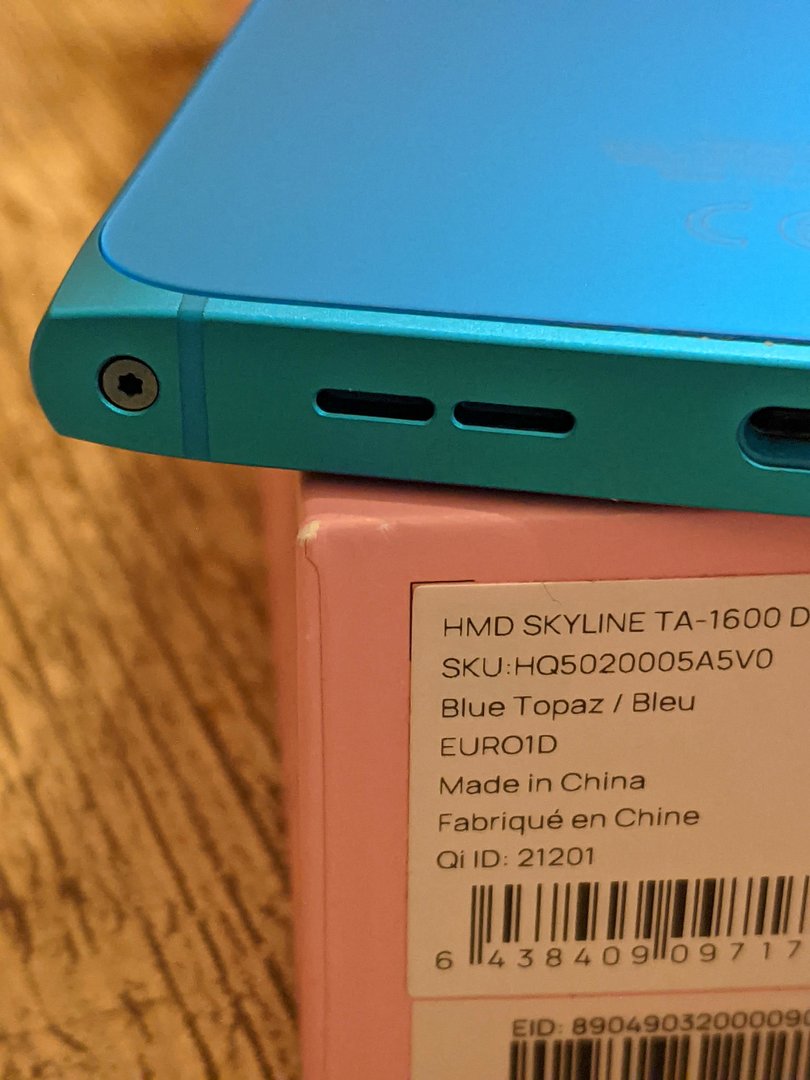 CE
HMD SKYLINE TA-1600 D
SKU:HQ5020005A5V0
Blue Topaz / Bleu
EURO1D
Made in China
Fabriqué en Chine
Qi ID: 21201
6 438409 09717
EID: 8904903200009